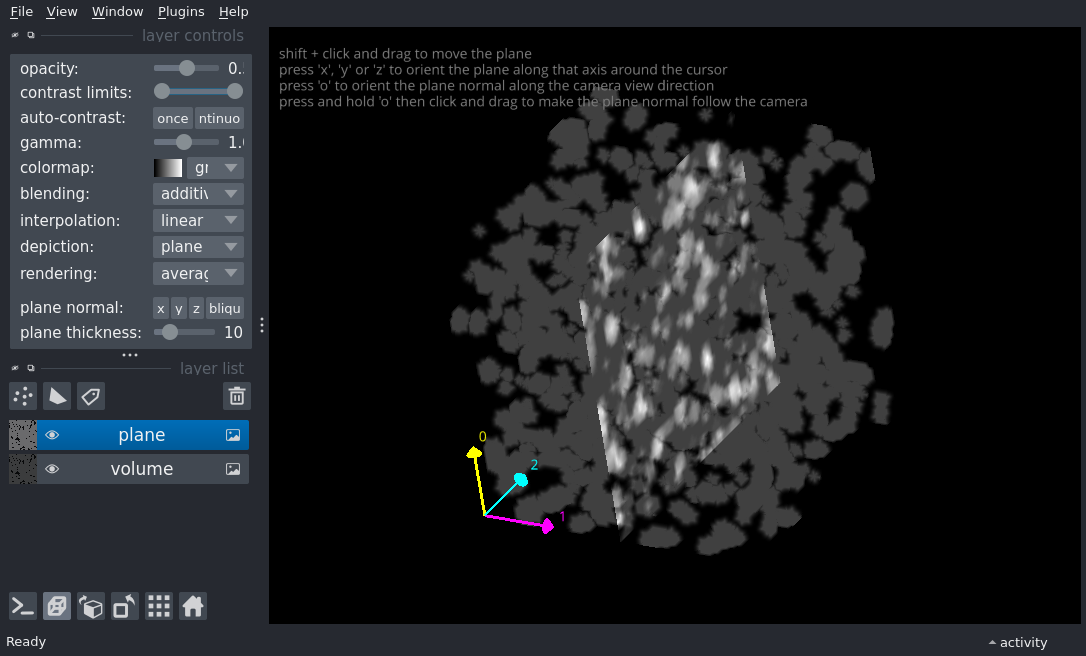 File View Window Plugins Help
layer controls
opacity: 0.
contrast limits:
auto-contrast: once ntinuo
gamma: 1.
colormap: gr
blending: additiv
interpolation: linear
depiction: plane
rendering: averag
plane normal: x y z bliqu
plane thickness: 10
layer list
plane
volume
Ready
shift + click and drag to move the plane
press 'x', 'y' or 'z' to orient the plane along that axis around the cursor
press 'o' to orient the plane normal along the camera view direction
press and hold 'o' then click and drag to make the plane normal follow the camera
0
2
1
activity